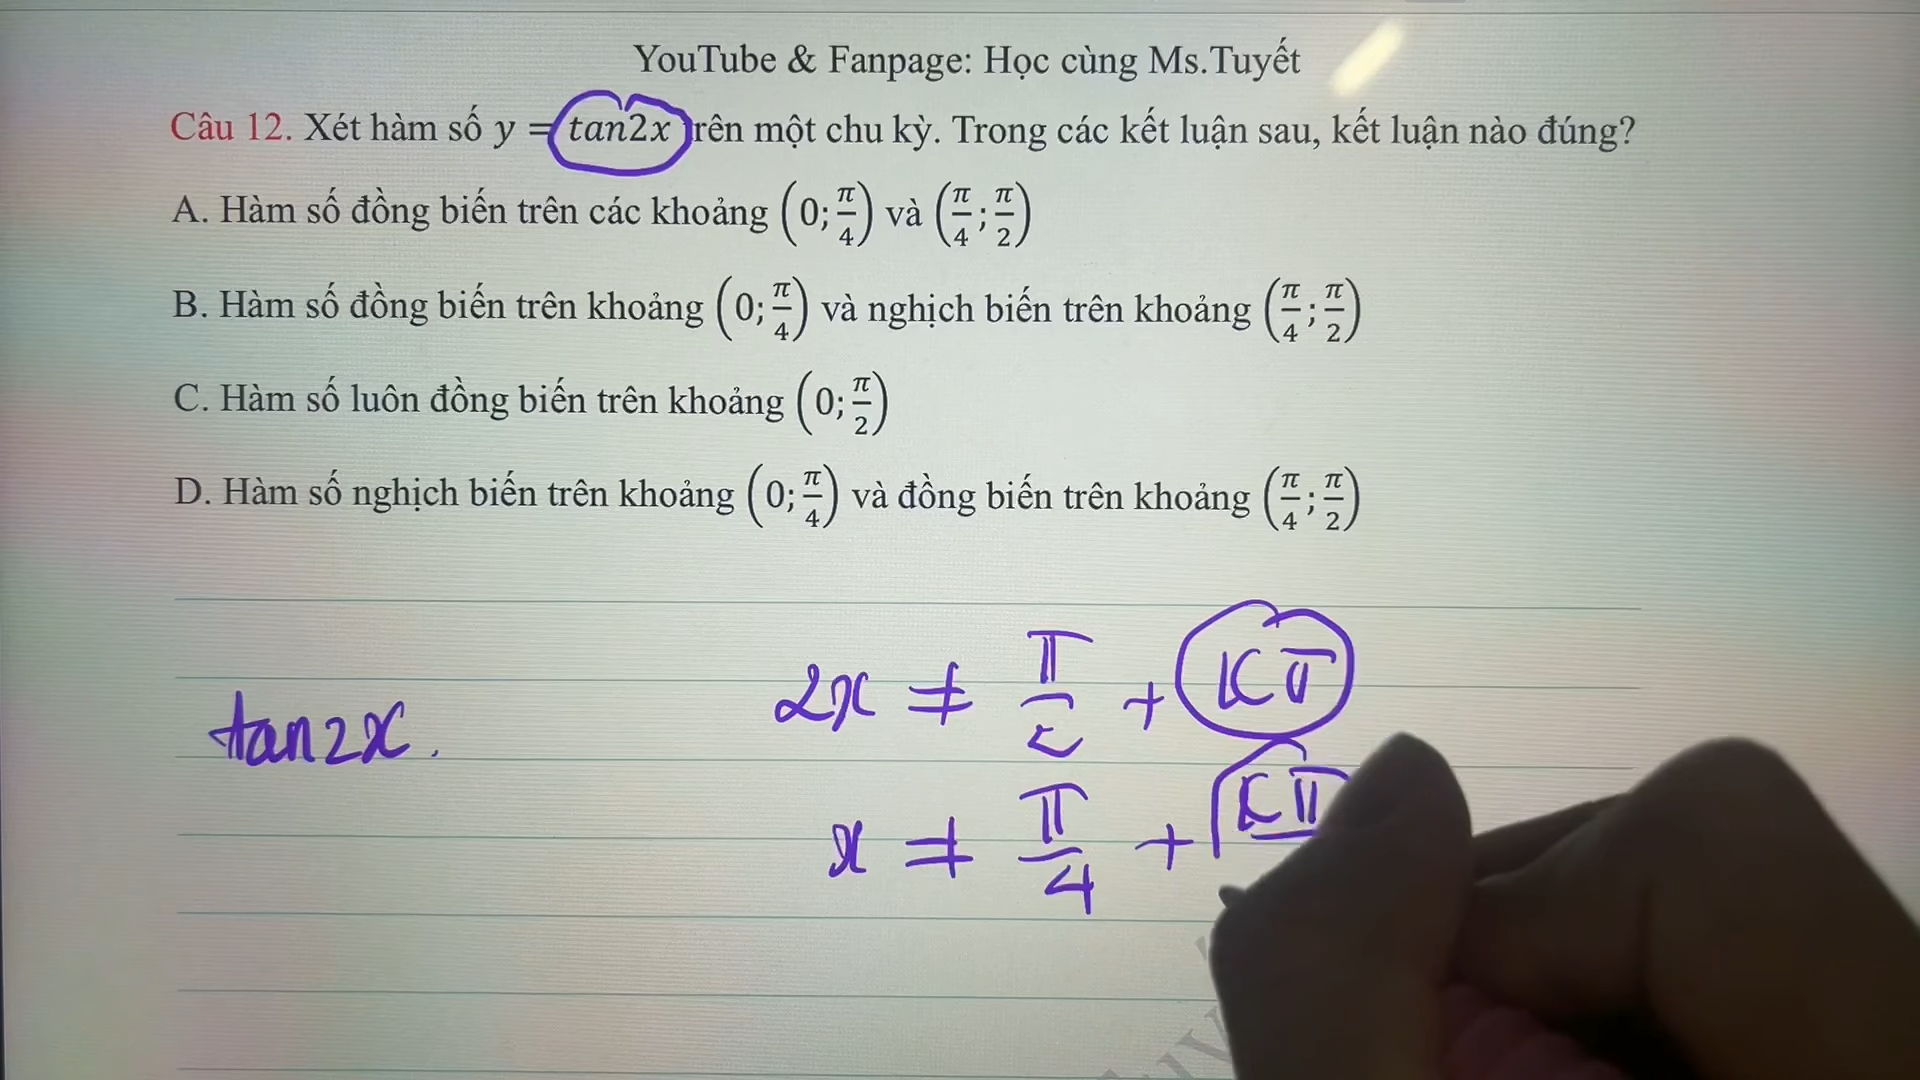 YouTube & Fanpage: Học cùng Ms.Tuyết
Câu 12. Xét hàm số y = tan2x trên một chu kỳ. Trong các kết luận sau, kết luận nào đúng?
A. Hàm số đồng biến trên các khoảng (0; π/4) và (π/4; π/2)
B. Hàm số đồng biến trên khoảng (0; π/4) và nghịch biến trên khoảng (π/4; π/2)
C. Hàm số luôn đồng biến trên khoảng (0; π/2)
D. Hàm số nghịch biến trên khoảng (0; π/4) và đồng biến trên khoảng (π/4; π/2)
2x ≠ π/2 + kπ
tan2x.
x ≠ π/4 + kπ